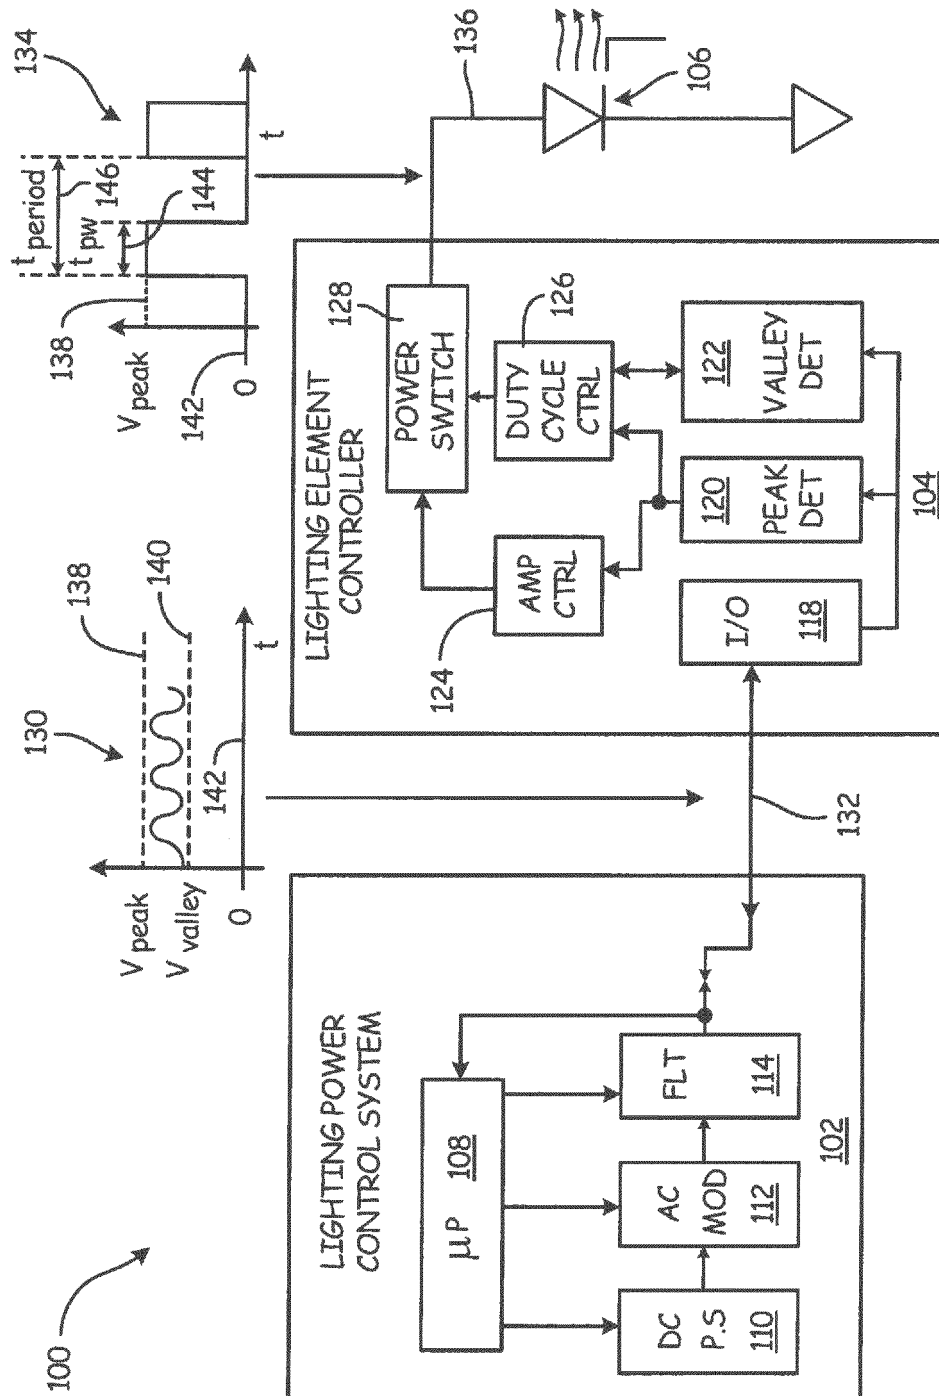 100
LIGHTING POWER
CONTROL SYSTEM
µP 108
DC
P.S
110
AC
MOD
112
FLT
114
102
V peak
V valley
0
130
142
138
140
t
132
LIGHTING ELEMENT
CONTROLLER
124
AMP
CTRL
I/O
118
128
POWER
SWITCH
126
DUTY
CYCLE
CTRL
120
PEAK
DET
122
VALLEY
DET
104
V peak
138
142
0
t period
t pw
146
144
t
134
136
106